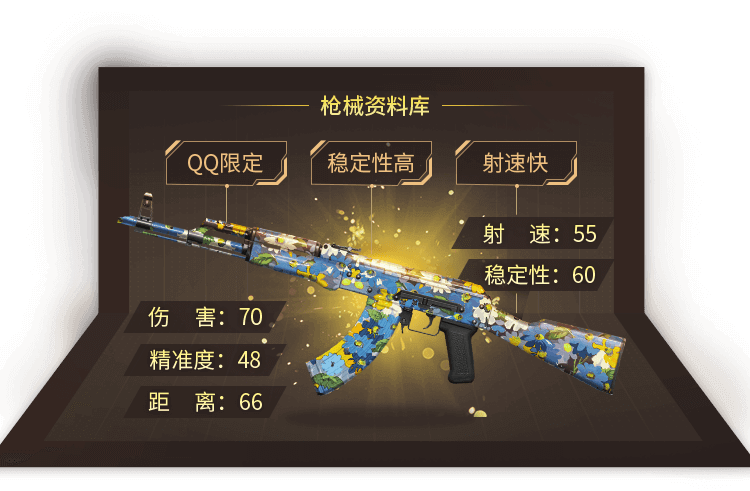 枪械资料库
QQ限定
稳定性高
射速快
射 速：55
稳定性：60
伤 害：70
精准度：48
距 离：66